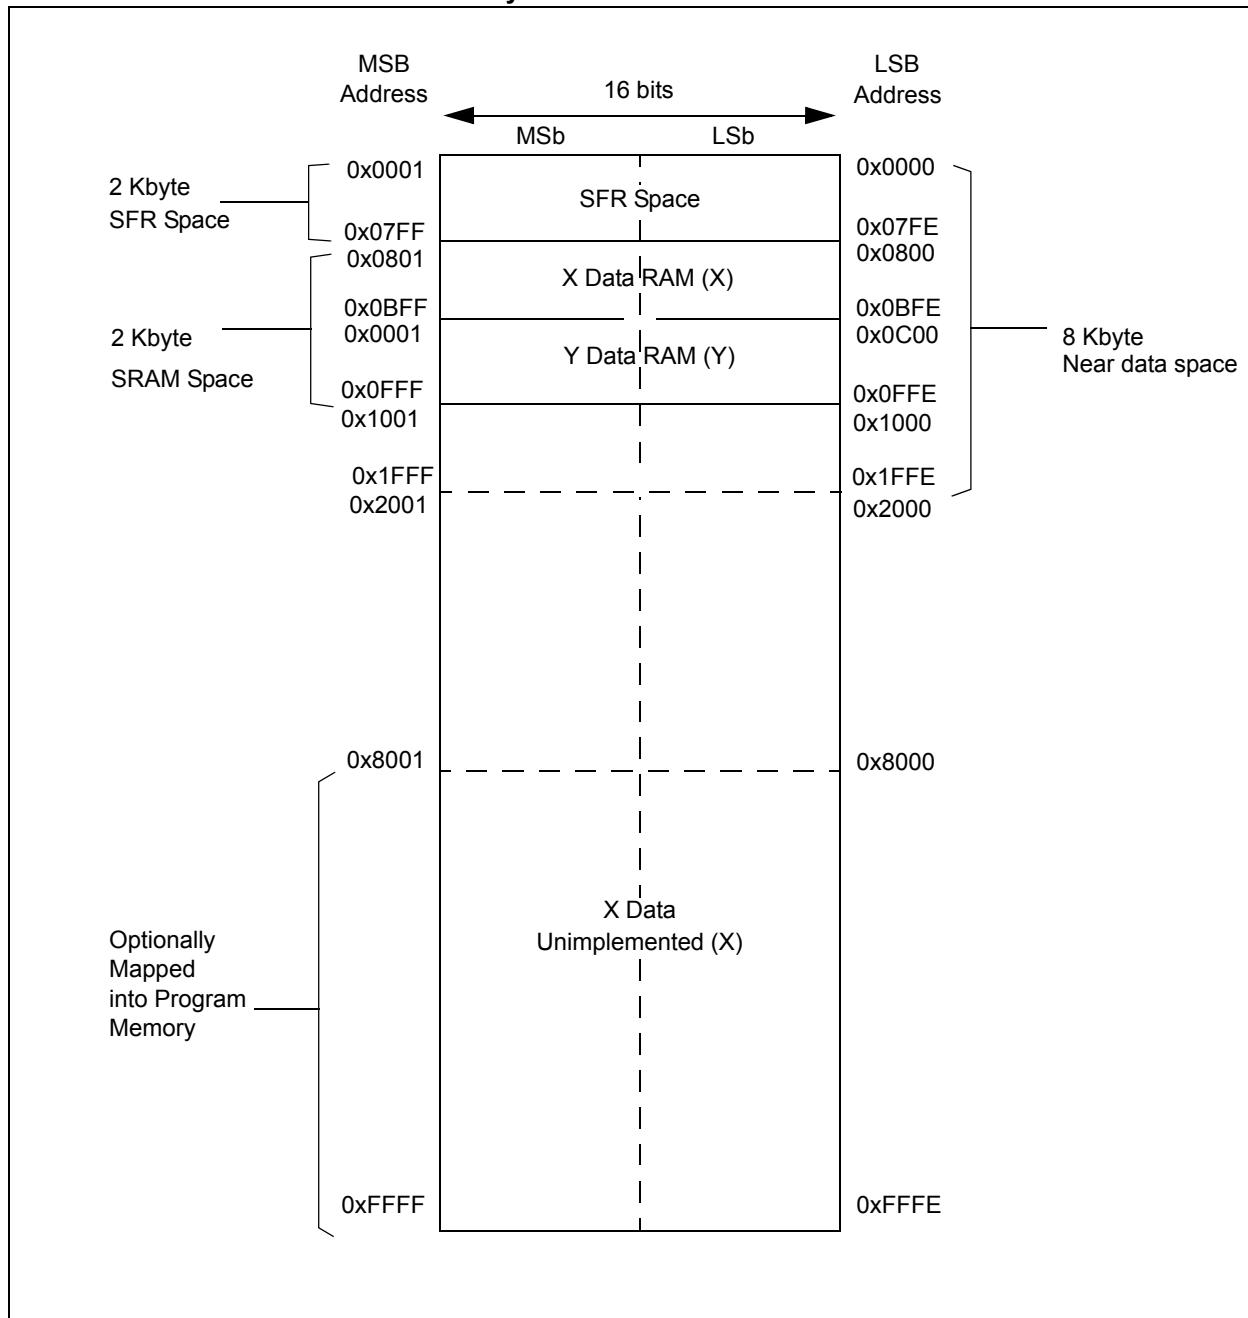 MSB
Address
LSB
Address
16 bits
MSb
LSb
0x0001
0x0000
2 Kbyte
SFR Space
SFR Space
0x07FF
0x07FE
0x0801
0x0800
X Data RAM (X)
0x0BFF
0x0BFE
0x0001
0x0C00
2 Kbyte
SRAM Space
Y Data RAM (Y)
8 Kbyte
Near data space
0x0FFF
0x0FFE
0x1001
0x1000
0x1FFF
0x1FFE
0x2001
0x2000
0x8001
0x8000
X Data
Unimplemented (X)
Optionally
Mapped
into Program
Memory
0xFFFF
0xFFFE